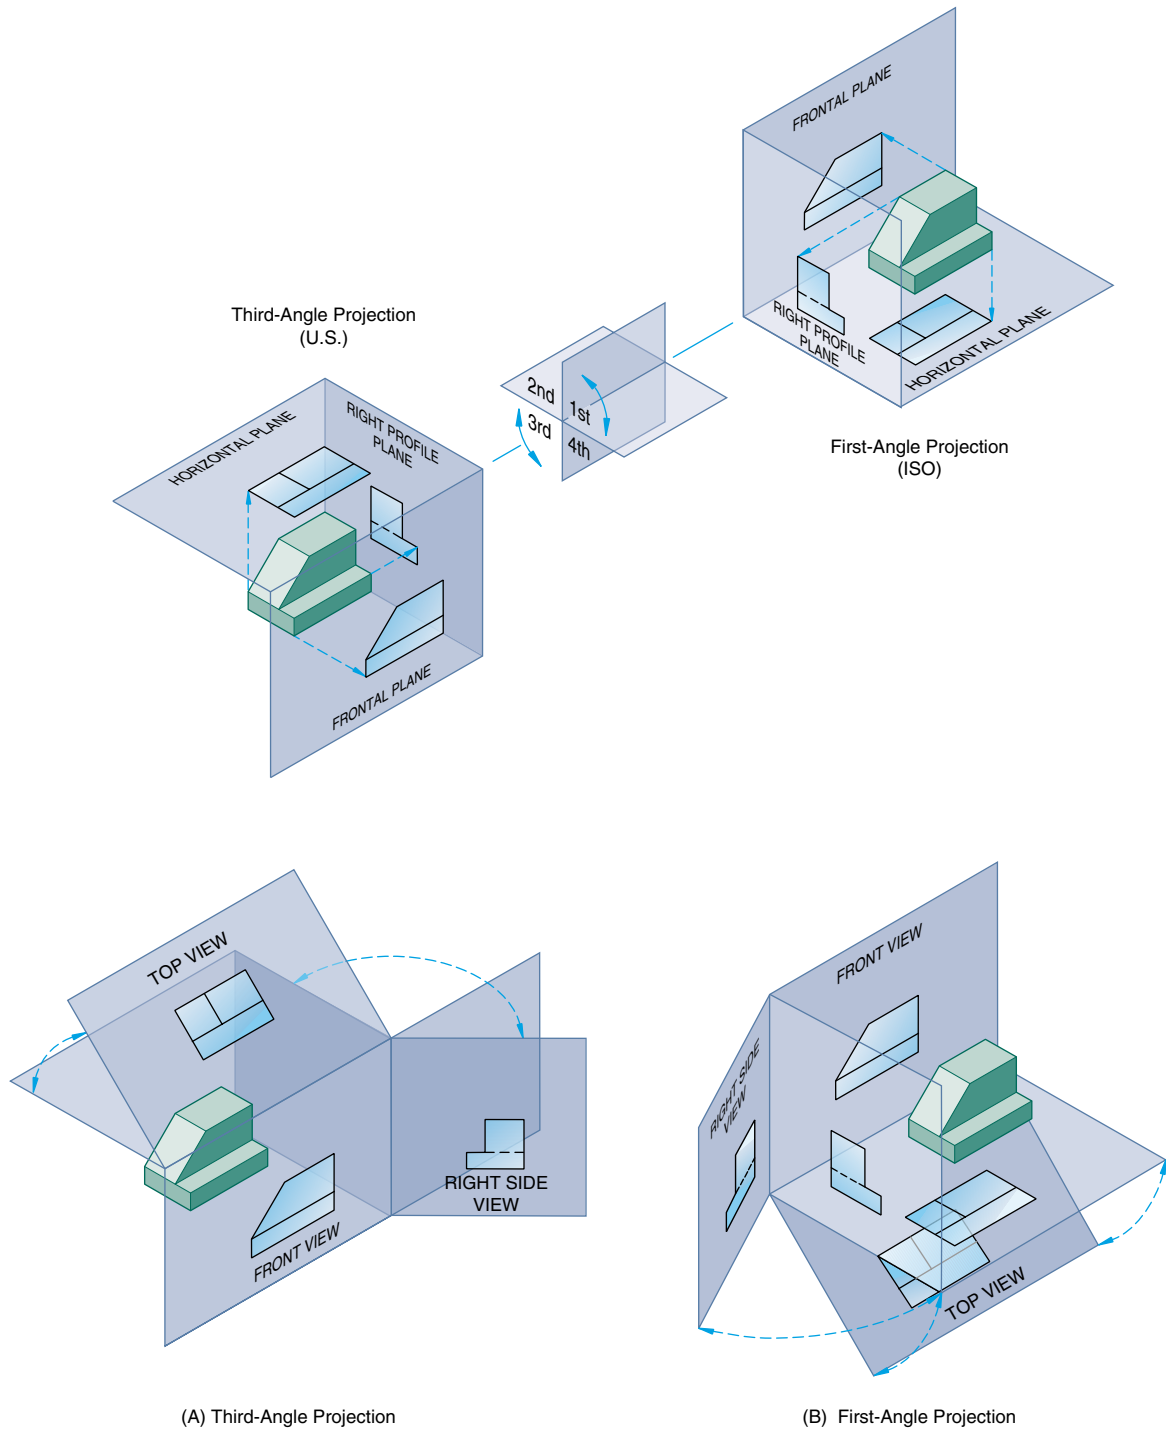 FRONTAL PLANE
RIGHT PROFILE
PLANE
HORIZONTAL PLANE
First-Angle Projection
(ISO)
Third-Angle Projection
(U.S.)
2nd
1st
3rd
4th
HORIZONTAL PLANE
RIGHT PROFILE
PLANE
FRONTAL PLANE
TOP VIEW
FRONT VIEW
RIGHT SIDE
VIEW
(A) Third-Angle Projection
FRONT VIEW
RIGHT SIDE
VIEW
TOP VIEW
(B) First-Angle Projection